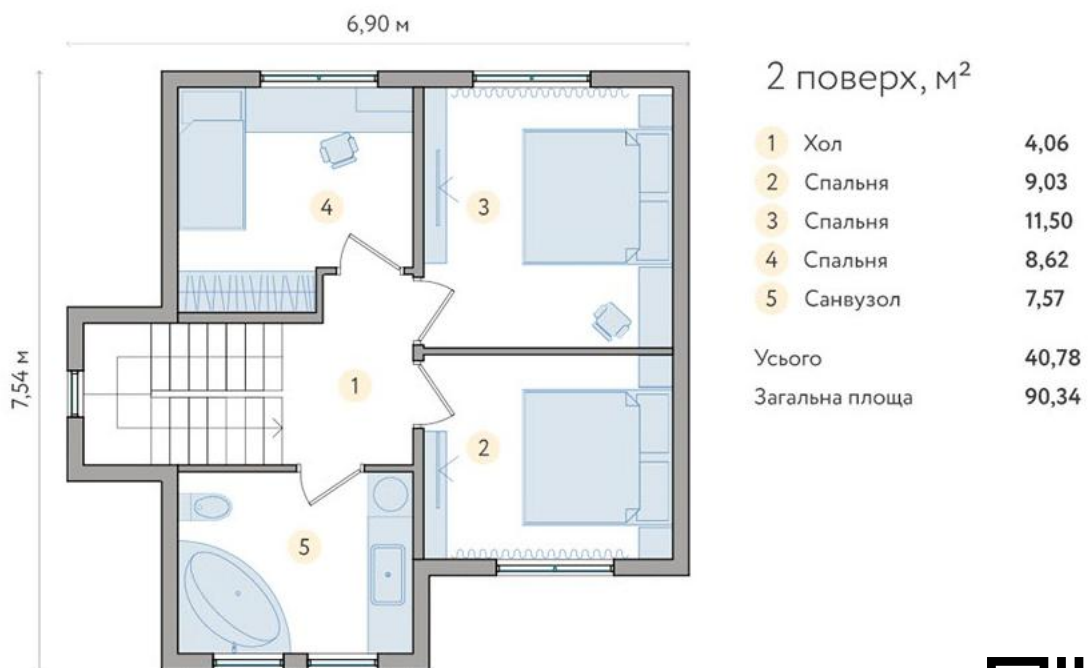 6,90 м
7,54 м
2 поверх, м²
1 Хол 4,06
2 Спальня 9,03
3 Спальня 11,50
4 Спальня 8,62
5 Санвузол 7,57
Усього 40,78
Загальна площа 90,34
4
3
1
2
5